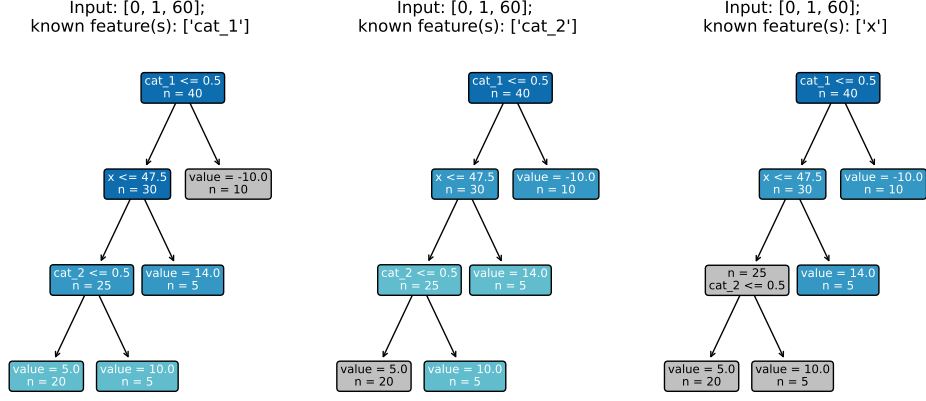 Input: [0, 1, 60];
known feature(s): ['cat_1']
cat_1 <= 0.5
n = 40
x <= 47.5
n = 30
value = -10.0
n = 10
cat_2 <= 0.5
n = 25
value = 14.0
n = 5
value = 5.0
n = 20
value = 10.0
n = 5
Input: [0, 1, 60];
known feature(s): ['cat_2']
cat_1 <= 0.5
n = 40
x <= 47.5
n = 30
value = -10.0
n = 10
cat_2 <= 0.5
n = 25
value = 14.0
n = 5
value = 5.0
n = 20
value = 10.0
n = 5
Input: [0, 1, 60];
known feature(s): ['x']
cat_1 <= 0.5
n = 40
x <= 47.5
n = 30
value = -10.0
n = 10
n = 25
cat_2 <= 0.5
value = 14.0
n = 5
value = 5.0
n = 20
value = 10.0
n = 5